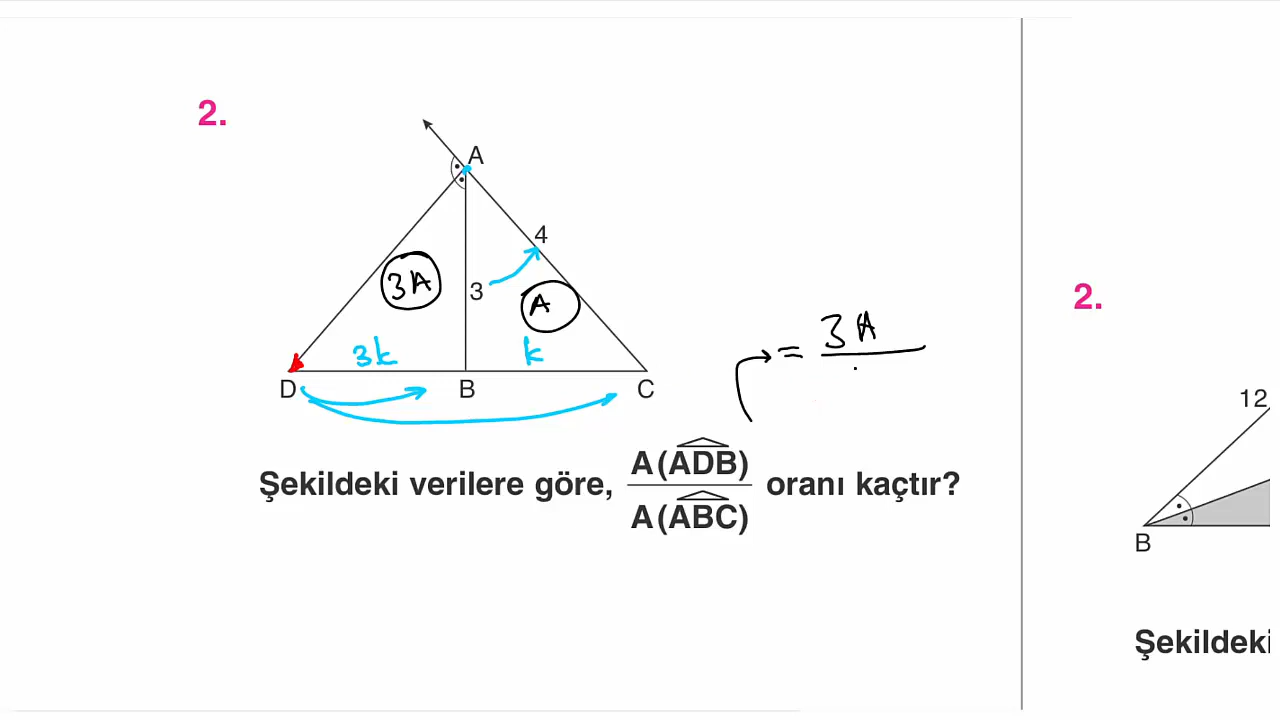 2.
A
4
3A
3
A
3k
k
D
B
C
= 3A
Şekildeki verilere göre, A(ADB) / A(ABC) oranı kaçtır?
2.
12
B
Şekildeki